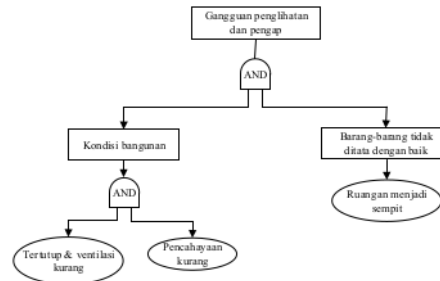 Gangguan penglihatan
dan pengap
AND
Kondisi bangunan
Barang-barang tidak
ditata dengan baik
AND
Ruangan menjadi
sempit
Tertutup & ventilasi
kurang
Pencahayaan
kurang